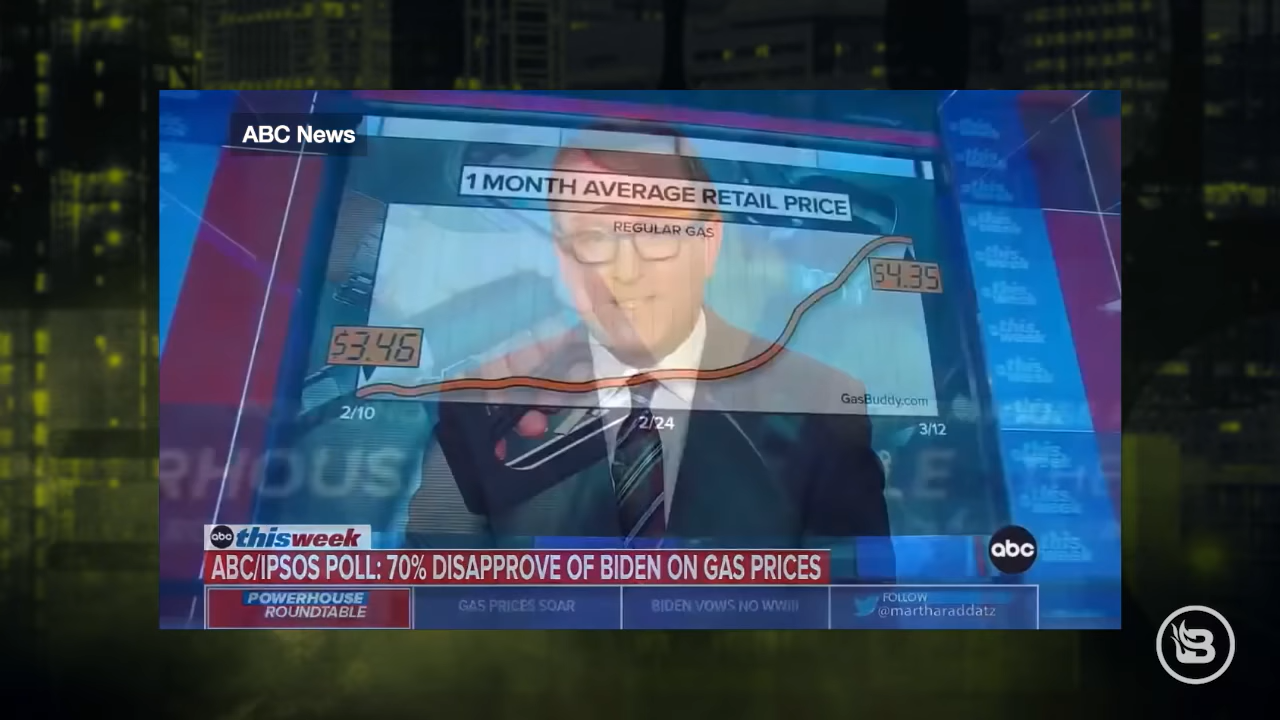 ABC News
1 MONTH AVERAGE RETAIL PRICE
REGULAR GAS
$4.35
$3.46
GasBuddy.com
2/10
2/24
3/12
abc thisweek
abc
ABC/IPSOS POLL: 70% DISAPPROVE OF BIDEN ON GAS PRICES
POWERHOUSE
ROUNDTABLE
GAS PRICES SOAR
BIDEN VOWS NO WWIII
FOLLOW
@martharaddatz
B